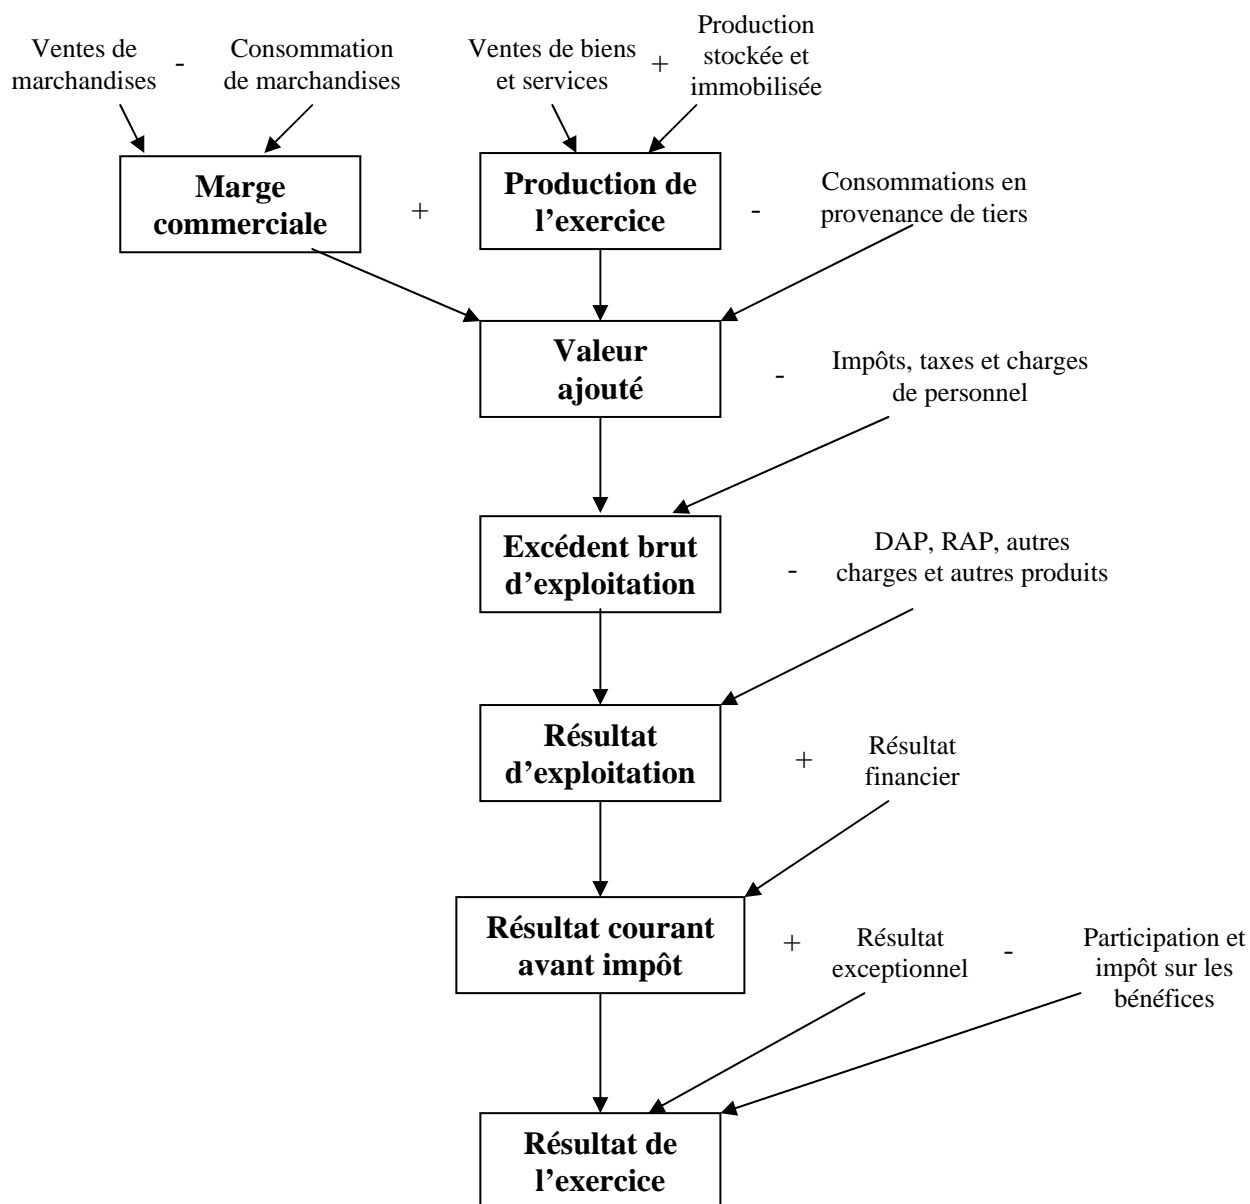 Ventes de
marchandises
-
Consommation
de marchandises
Ventes de biens
et services
+
Production
stockée et
immobilisée
Marge
commerciale
+
Production de
l’exercice
-
Consommations en
provenance de tiers
Valeur
ajouté
-
Impôts, taxes et charges
de personnel
Excédent brut
d’exploitation
-
DAP, RAP, autres
charges et autres produits
Résultat
d’exploitation
+
Résultat
financier
Résultat courant
avant impôt
+
Résultat
exceptionnel
-
Participation et
impôt sur les
bénéfices
Résultat de
l’exercice